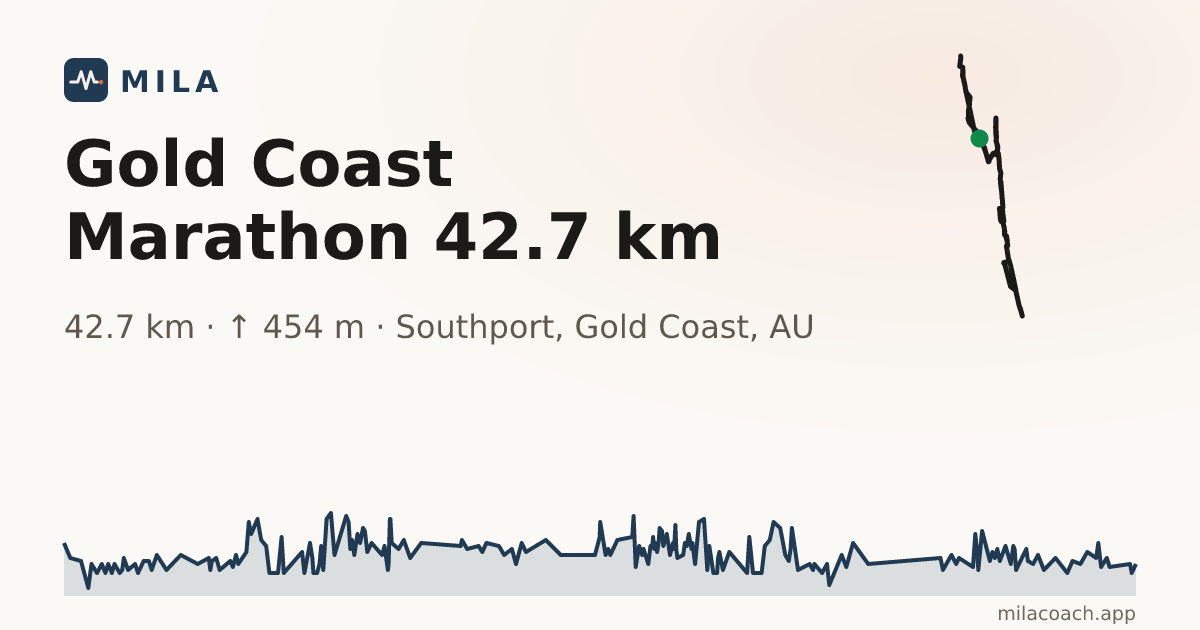 MILA
Gold Coast
Marathon 42.7 km
42.7 km · ↑ 454 m · Southport, Gold Coast, AU
milacoach.app